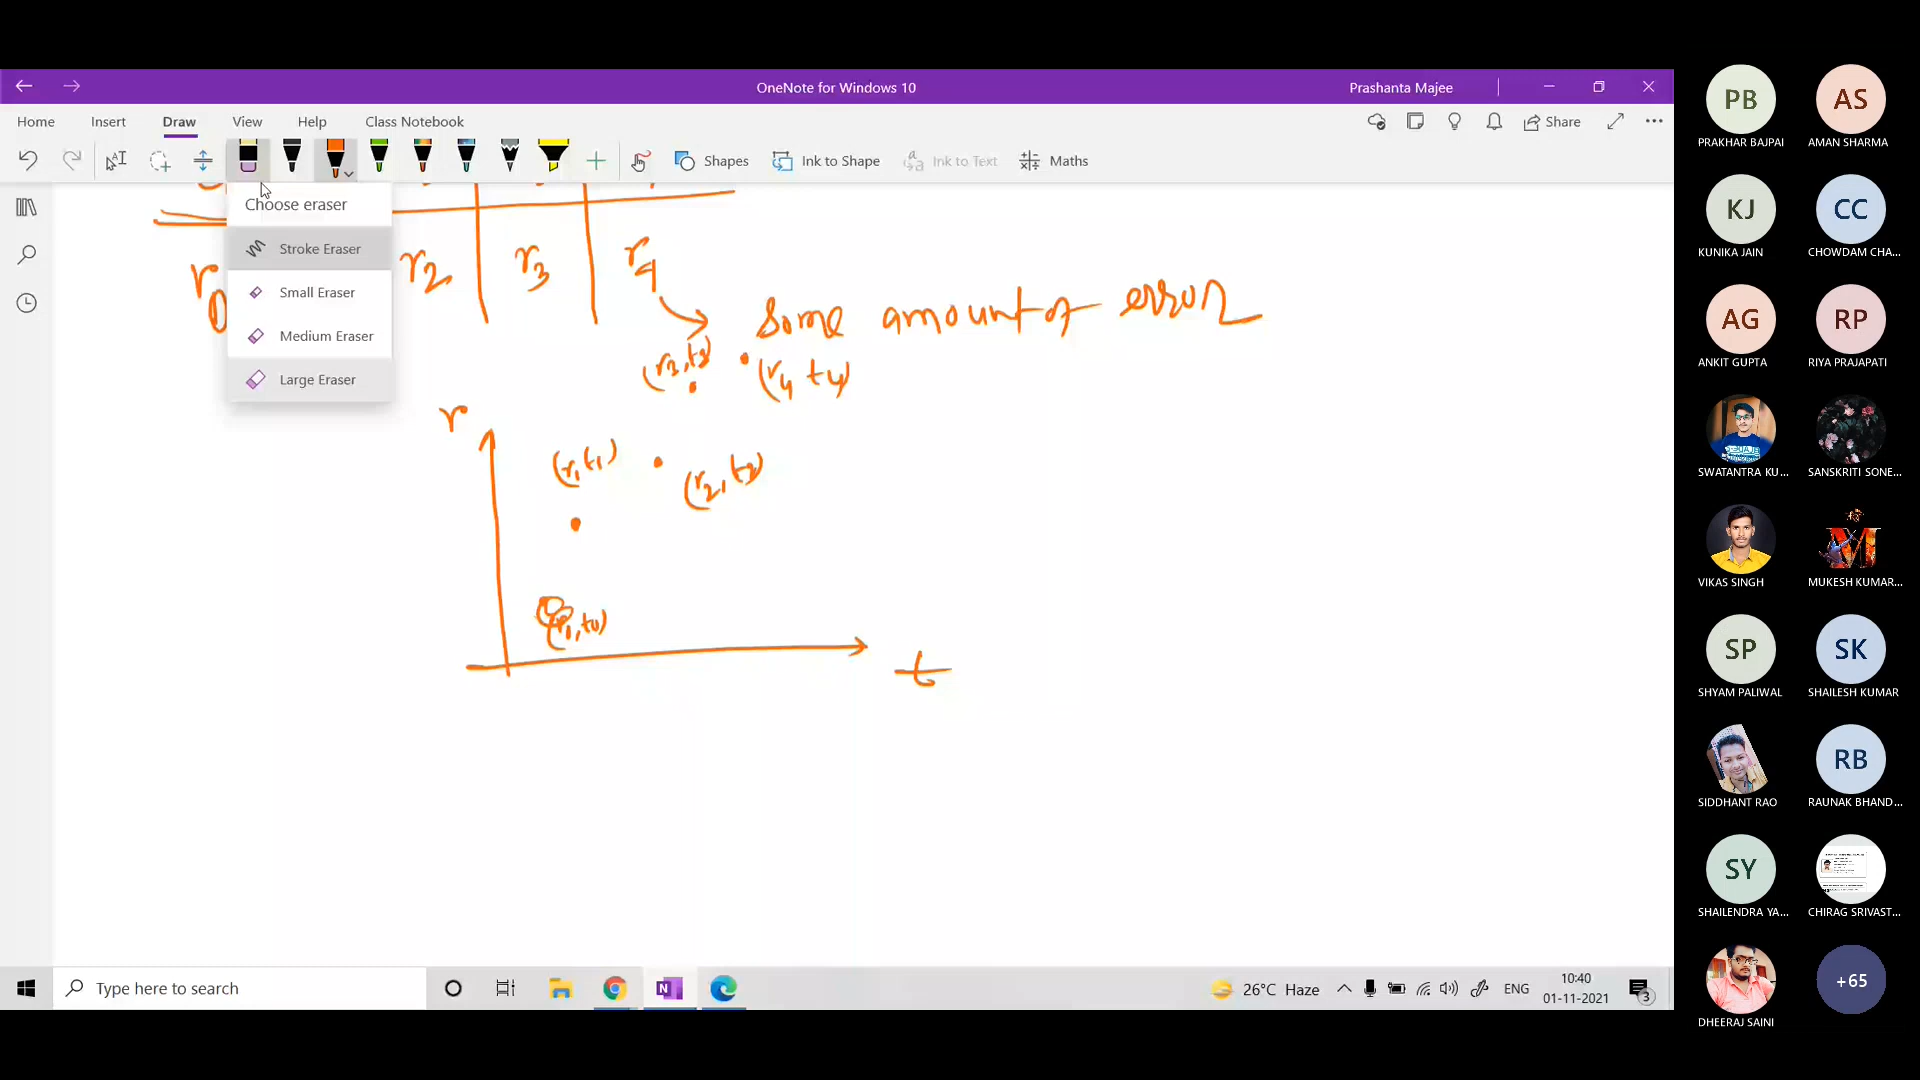 OneNote for Windows 10
Prashanta Majee
Home Insert Draw View Help Class Notebook
Share
Shapes Ink to Shape Ink to Text Maths
Choose eraser
Stroke Eraser
Small Eraser
Medium Eraser
Large Eraser
r0 r2 r3 r4
Some amount of error
(r3, t3) (r4 t4)
r
(r1 t1) (r2, t2)
(r0, t0)
t
Type here to search
26°C Haze
ENG
10:40
01-11-2021
3
PB AS
PRAKHAR BAJPAI AMAN SHARMA
KJ CC
KUNIKA JAIN CHOWDAM CHA...
AG RP
ANKIT GUPTA RIYA PRAJAPATI
SWATANTRA KU... SANSKRITI SONE...
VIKAS SINGH MUKESH KUMAR...
SP SK
SHYAM PALIWAL SHAILESH KUMAR
RB
SIDDHANT RAO RAUNAK BHAND...
SY
SHAILENDRA YA... CHIRAG SRIVAST...
+65
DHEERAJ SAINI